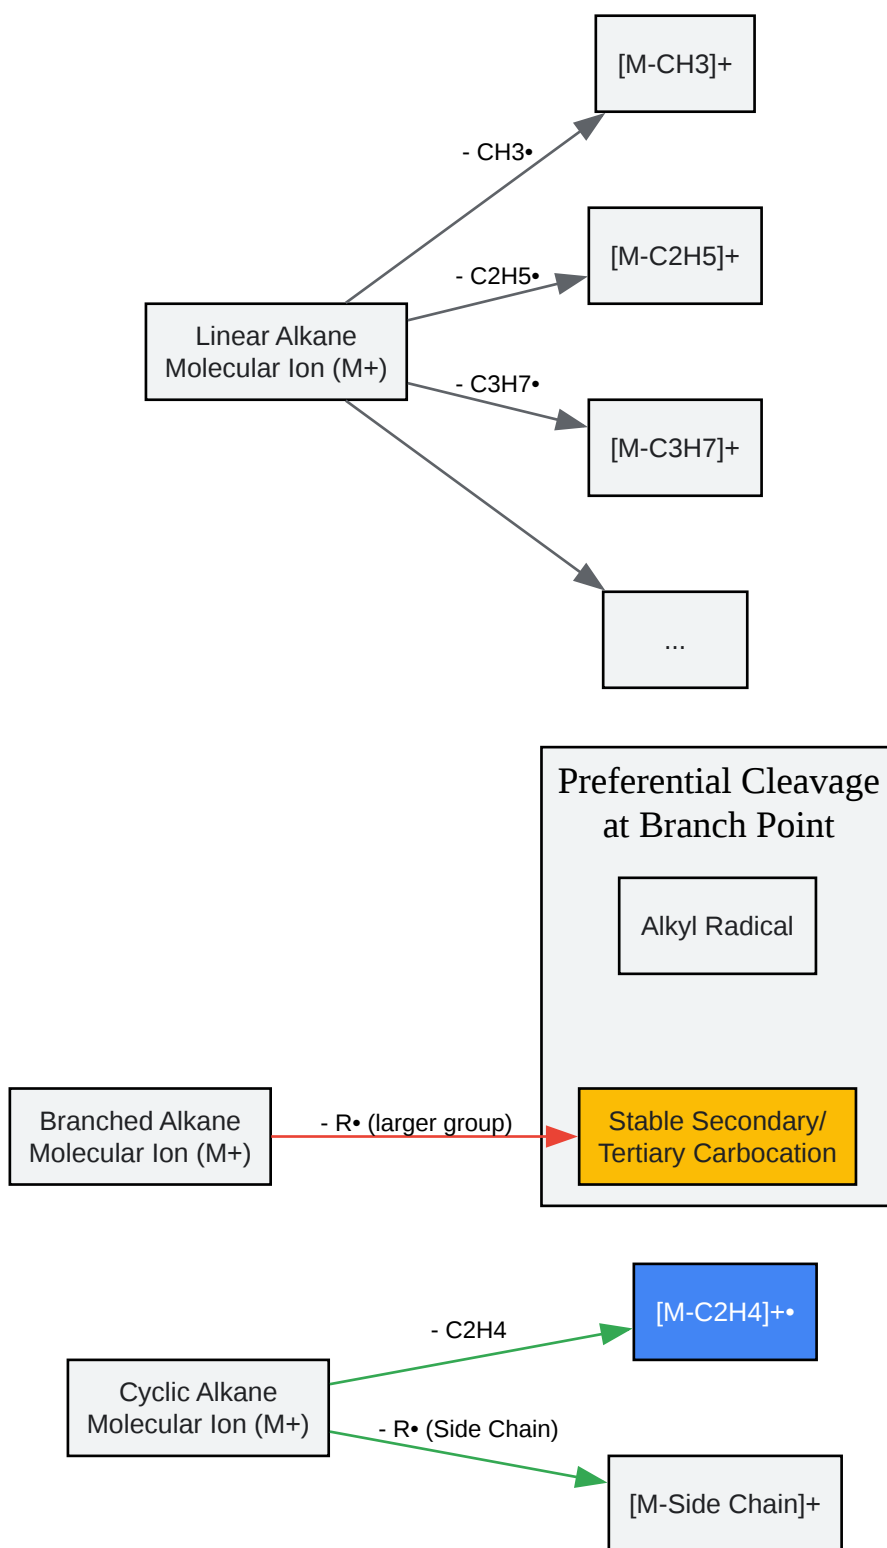 [M-CH3]+
- CH3•
[M-C2H5]+
- C2H5•
Linear Alkane
Molecular Ion (M+)
- C3H7•
[M-C3H7]+
...
Preferential Cleavage
at Branch Point
Alkyl Radical
Branched Alkane
Molecular Ion (M+)
- R• (larger group)
Stable Secondary/
Tertiary Carbocation
[M-C2H4]+•
- C2H4
Cyclic Alkane
Molecular Ion (M+)
- R• (Side Chain)
[M-Side Chain]+